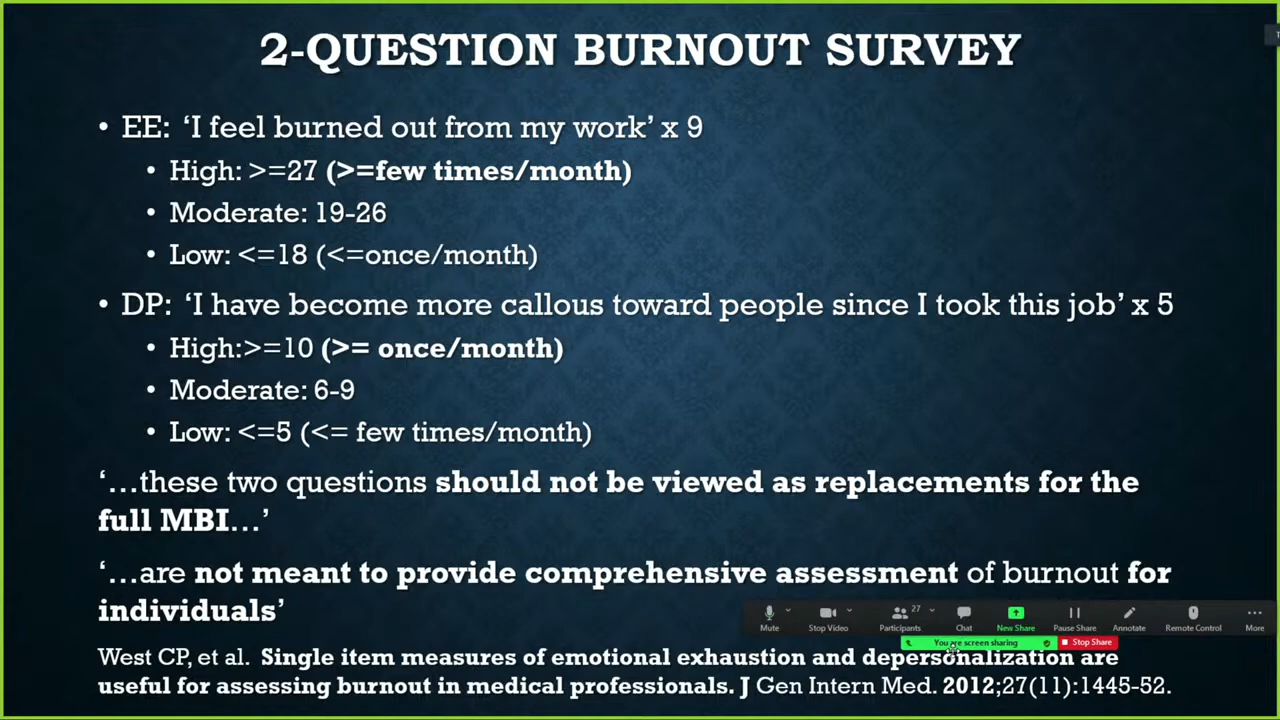 2-QUESTION BURNOUT SURVEY
• EE: ‘I feel burned out from my work’ x 9
• High: >=27 (>=few times/month)
• Moderate: 19-26
• Low: <=18 (<=once/month)
• DP: ‘I have become more callous toward people since I took this job’ x 5
• High:>=10 (>= once/month)
• Moderate: 6-9
• Low: <=5 (<= few times/month)
‘…these two questions should not be viewed as replacements for the
full MBI…’
‘…are not meant to provide comprehensive assessment of burnout for
individuals’
27
Mute
Stop Video
Participants
Chat
New Share
Pause Share
Annotate
Remote Control
More
You are screen sharing
Stop Share
West CP, et al. Single item measures of emotional exhaustion and depersonalization are
useful for assessing burnout in medical professionals. J Gen Intern Med. 2012;27(11):1445-52.